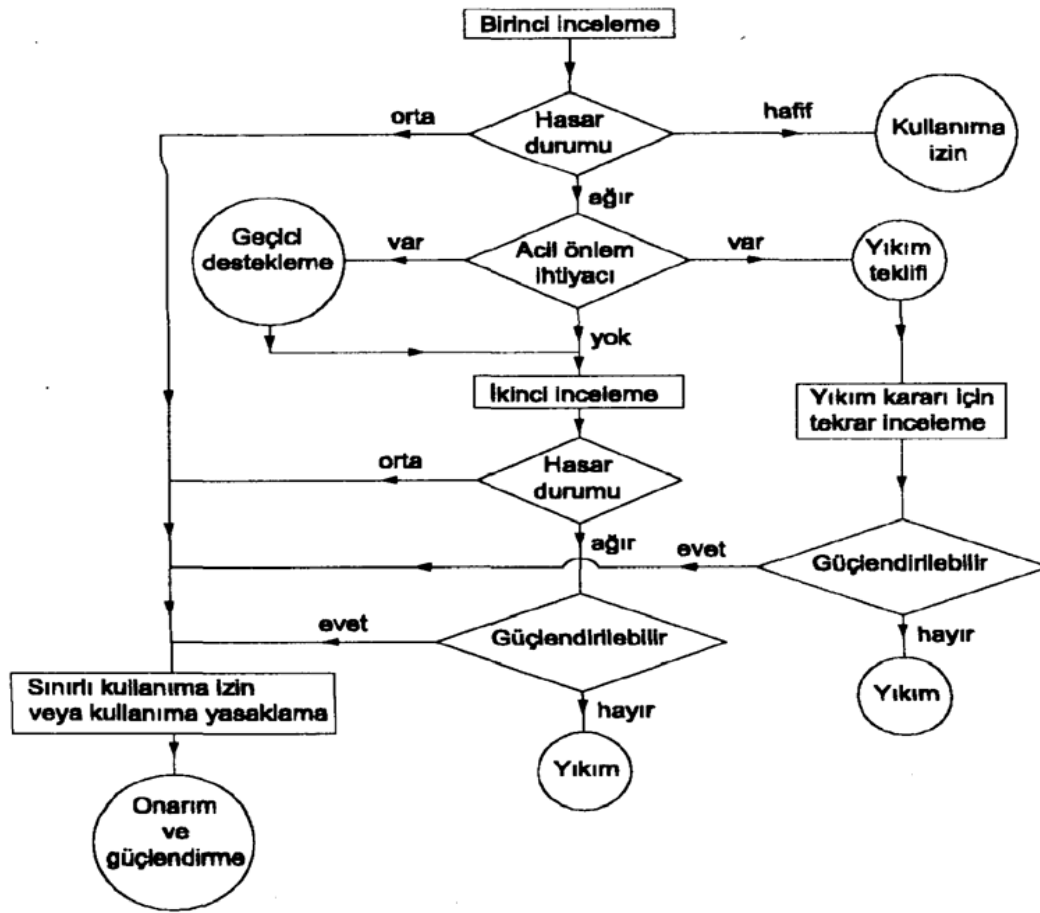 Birinci inceleme
orta
Hasar
durumu
hafif
Kullanıma
izin
ağır
Geçici
destekleme
var
Acil önlem
ihtiyacı
var
Yıkım
teklifi
yok
İkinci inceleme
Yıkım kararı için
tekrar inceleme
orta
Hasar
durumu
ağır
evet
Güçlendirilebilir
evet
Güçlendirilebilir
hayır
Yıkım
Sınırlı kullanıma izin
veya kullanıma yasaklama
hayır
Yıkım
Onarım
ve
güçlendirme